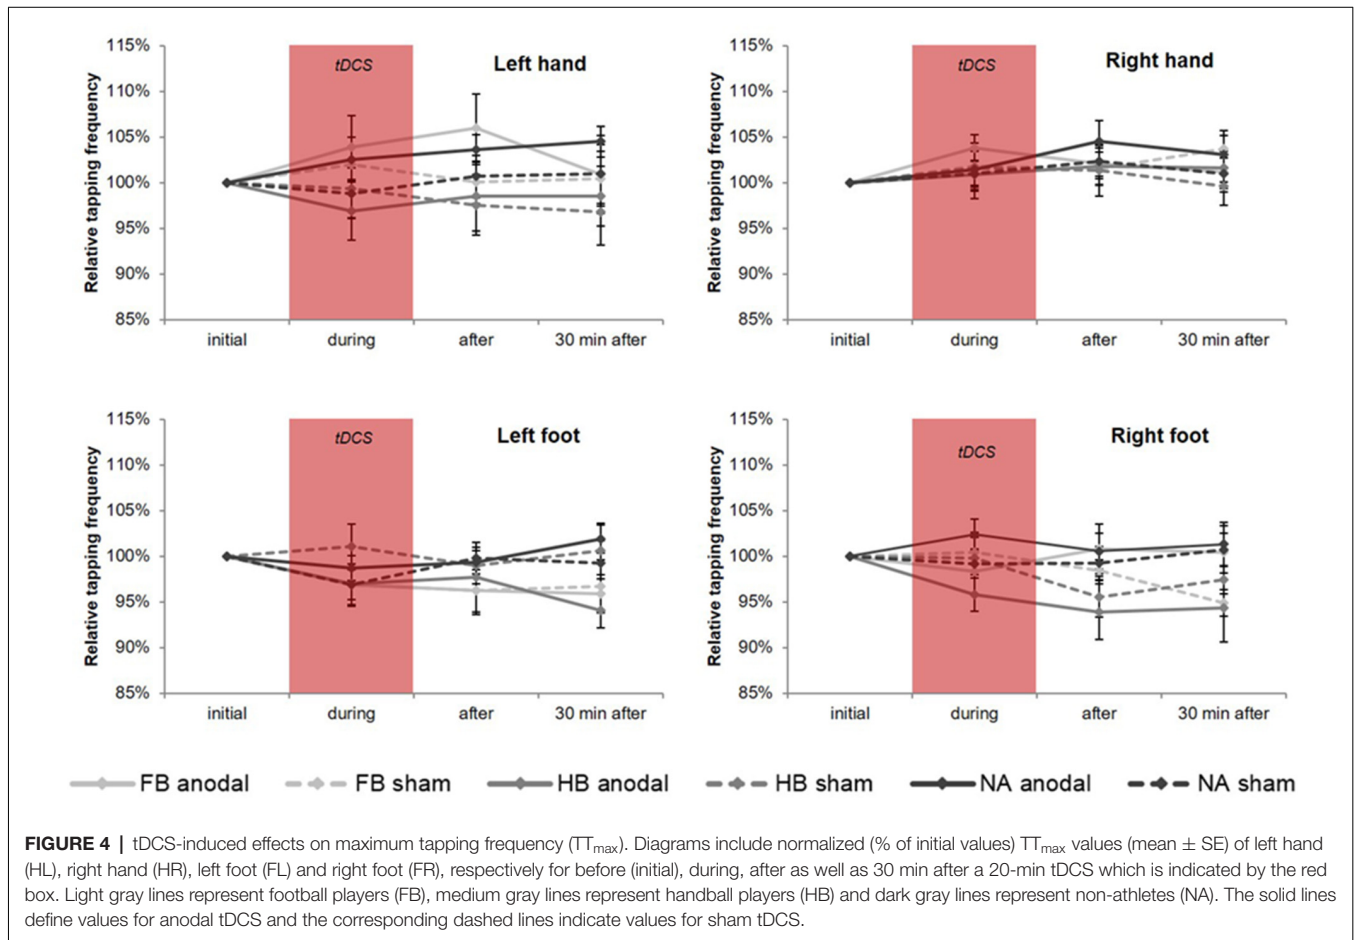 115%
110%
105%
100%
95%
90%
85%
Relative tapping frequency
tDCS
Left hand
initial during after 30 min after
115%
110%
105%
100%
95%
90%
85%
Relative tapping frequency
tDCS
Right hand
initial during after 30 min after
115%
110%
105%
100%
95%
90%
85%
Relative tapping frequency
tDCS
Left foot
initial during after 30 min after
115%
110%
105%
100%
95%
90%
85%
Relative tapping frequency
tDCS
Right foot
initial during after 30 min after
FB anodal FB sham HB anodal HB sham NA anodal NA sham
FIGURE 4 | tDCS-induced effects on maximum tapping frequency (TTmax). Diagrams include normalized (% of initial values) TTmax values (mean ± SE) of left hand
(HL), right hand (HR), left foot (FL) and right foot (FR), respectively for before (initial), during, after as well as 30 min after a 20-min tDCS which is indicated by the red
box. Light gray lines represent football players (FB), medium gray lines represent handball players (HB) and dark gray lines represent non-athletes (NA). The solid lines
define values for anodal tDCS and the corresponding dashed lines indicate values for sham tDCS.